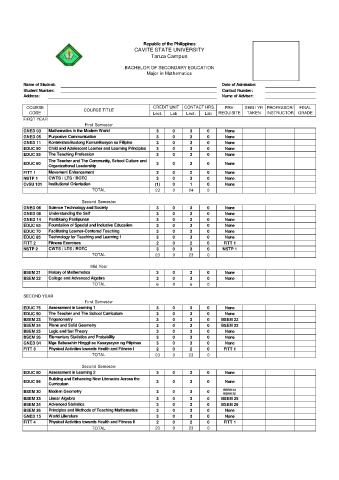 Republic of the Philippines
CAVITE STATE UNIVERSITY
Tanza Campus
BACHELOR OF SECONDARY EDUCATION
Major in Mathematics
Name of Student: Date of Admission:
Student Number: Contact Number:
Address: Name of Adviser:
COURSE CODE COURSE TITLE CREDIT UNIT CONTACT HRS. PRE-REQUISITE SEM / YR TAKEN PROFESSOR/ INSTRUCTOR FINAL GRADE
Lect. Lab Lect. Lab
FIRST YEAR
First Semester
GNED 03 Mathematics in the Modern World 3 0 3 0 None
GNED 05 Purposive Communication 3 0 3 0 None
GNED 11 Kontekstwalisadong Komunikasyon sa Filipino 3 0 3 0 None
EDUC 50 Child and Adolescent Learner and Learning Principles 3 0 3 0 None
EDUC 55 The Teaching Profession 3 0 3 0 None
EDUC 60 The Teacher and The Community, School Culture and Organizational Leadership 3 0 3 0 None
FITT 1 Movement Enhancement 2 0 2 0 None
NSTP 1 CWTS / LTS / ROTC 3 0 3 0 None
CVSU 101 Institutional Orientation (1) 0 1 0 None
TOTAL 23 0 24 0
Second Semester
GNED 06 Science Technology and Society 3 0 3 0 None
GNED 08 Understanding the Self 3 0 3 0 None
GNED 14 Panitikang Panlipunan 3 0 3 0 None
EDUC 65 Foundation of Special and Inclusive Education 3 0 3 0 None
EDUC 70 Facilitating Learner-Centered Teaching 3 0 3 0 None
EDUC 85 Technology for Teaching and Learning I 3 0 3 0 None
FITT 2 Fitness Exercises 2 0 2 0 FITT 1
NSTP 2 CWTS / LTS / ROTC 3 0 3 0 NSTP 1
TOTAL 23 0 23 0
Mid Year
BSEM 21 History of Mathematics 3 0 3 0 None
BSEM 22 College and Advanced Algebra 3 0 3 0 None
TOTAL 6 0 6 0
SECOND YEAR
First Semester
EDUC 75 Assessment in Learning 1 3 0 3 0 None
EDUC 90 The Teacher and The School Curriculum 3 0 3 0 None
BSEM 23 Trigonometry 3 0 3 0 BSEM 22
BSEM 24 Plane and Solid Geometry 3 0 3 0 BSEM 22
BSEM 25 Logic and Set Theory 3 0 3 0 None
BSEM 26 Elementary Statistics and Probability 3 0 3 0 None
GNED 04 Mga Babasahin Hinggil sa Kasaysayan ng Pilipinas 3 0 3 0 None
FITT 3 Physical Activities towards Health and Fitness I 2 0 2 0 FITT 1
TOTAL 23 0 23 0
Second Semester
EDUC 80 Assessment in Learning 2 3 0 3 0 None
EDUC 85 Building and Enhancing New Literacies Across the Curriculum 3 0 3 0 None
BSEM 30 Modern Geometry 3 0 3 0
BSEM 33 Linear Algebra 3 0 3 0 BSEM 25
BSEM 34 Advanced Statistics 3 0 3 0 BSEM 26
BSEM 36 Principles and Methods of Teaching Mathematics 3 0 3 0 None
GNED 15 World Literature 3 0 3 0 None
FITT 4 Physical Activities towards Health and Fitness II 2 0 2 0 FITT 1
TOTAL 23 0 23 0